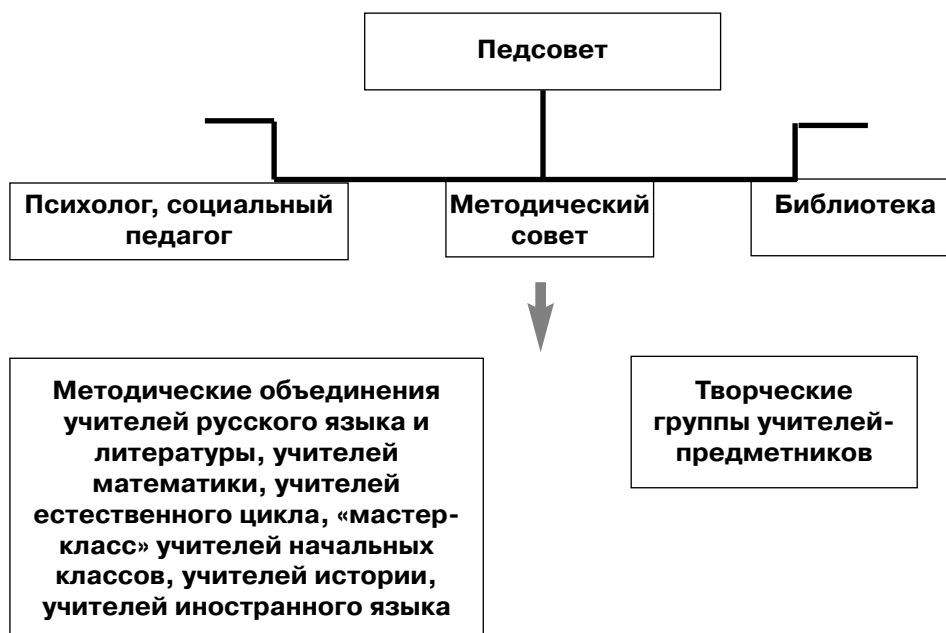 Педсовет
Психолог, социальный
педагог
Методический
совет
Библиотека
Методические объединения
учителей русского языка и
литературы, учителей
математики, учителей
естественного цикла, «мастер-
класс» учителей начальных
классов, учителей истории,
учителей иностранного языка
Творческие
группы учителей-
предметников